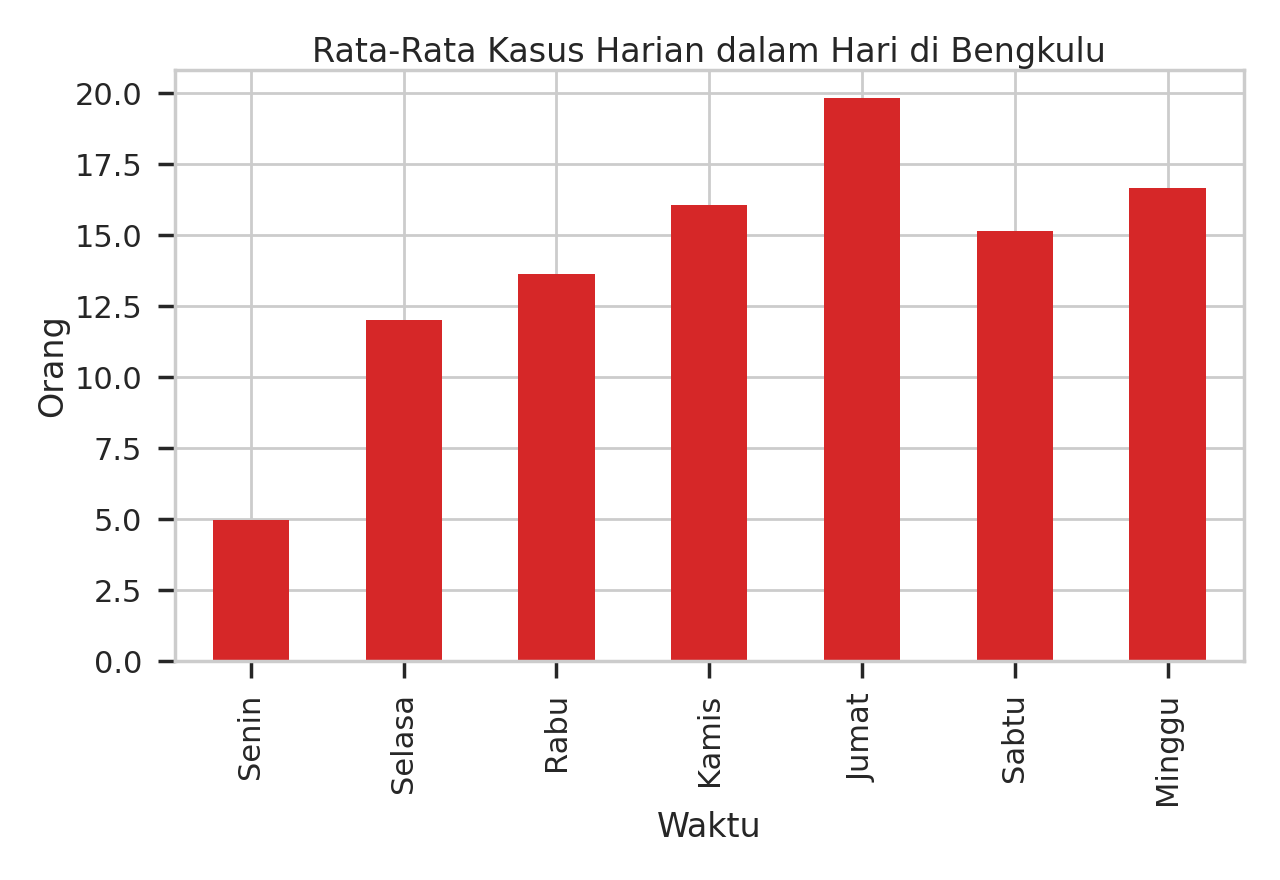 Rata-Rata Kasus Harian dalam Hari di Bengkulu
20.0
17.5
15.0
12.5
10.0
7.5
5.0
2.5
0.0
Orang
Senin
Selasa
Rabu
Kamis
Jumat
Sabtu
Minggu
Waktu